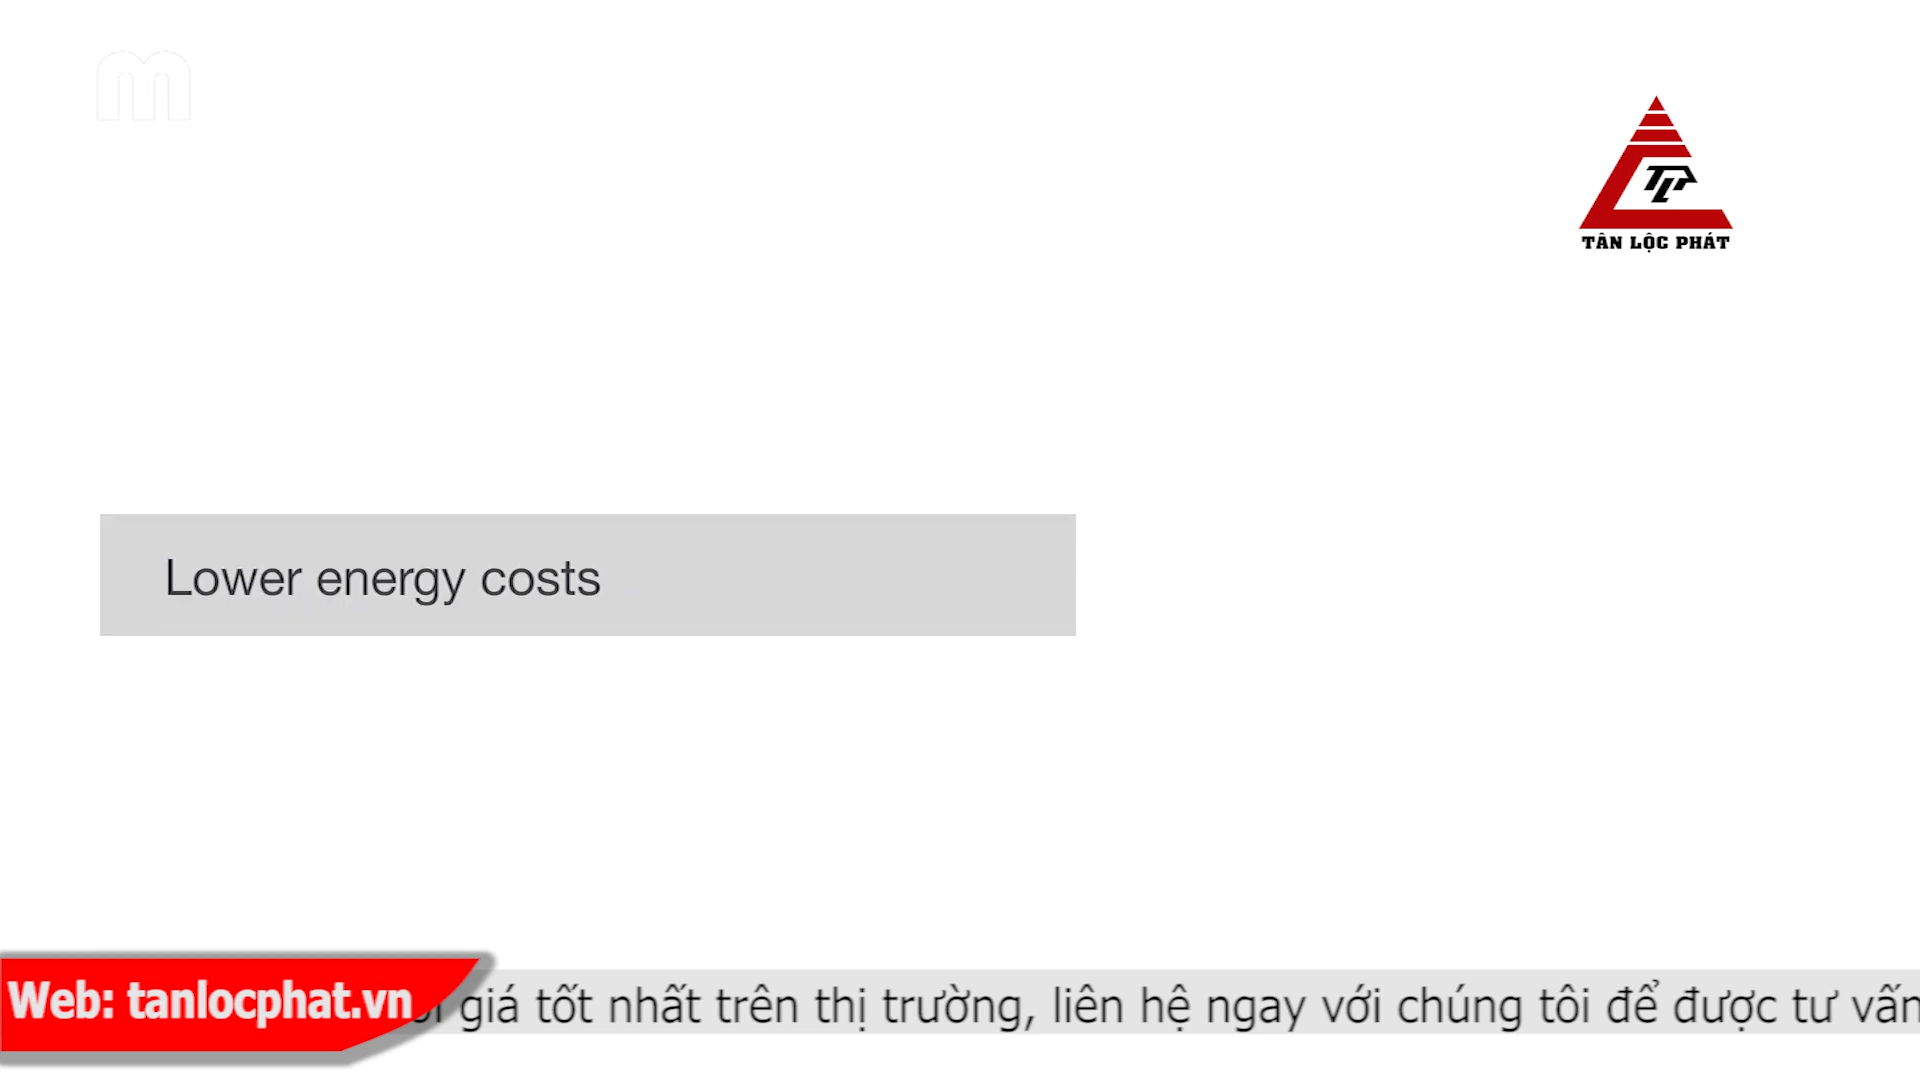 m
TLP
TÂN LỘC PHÁT
Lower energy costs
Web: tanlocphat.vn
giá tốt nhất trên thị trường, liên hệ ngay với chúng tôi để được tư vấn